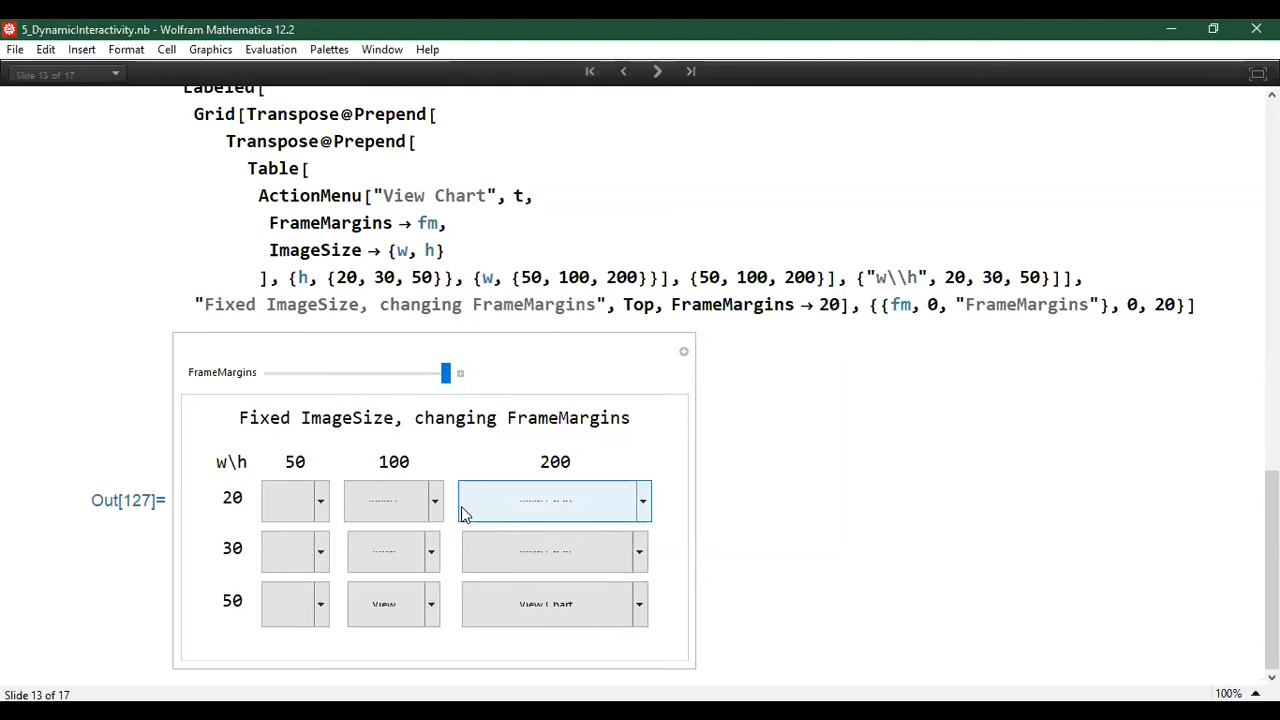 5_DynamicInteractivity.nb - Wolfram Mathematica 12.2
File Edit Insert Format Cell Graphics Evaluation Palettes Window Help
Slide 13 of 17
Labeled[
Grid[Transpose@Prepend[
Transpose@Prepend[
Table[
ActionMenu["View Chart", t,
FrameMargins → fm,
ImageSize → {w, h}
], {h, {20, 30, 50}}, {w, {50, 100, 200}}], {50, 100, 200}], {"w\\h", 20, 30, 50}]],
"Fixed ImageSize, changing FrameMargins", Top, FrameMargins → 20], {{fm, 0, "FrameMargins"}, 0, 20}]
FrameMargins
Fixed ImageSize, changing FrameMargins
w\h 50 100 200
Out[127]=
20
30
50 View View Chart
Slide 13 of 17
100%